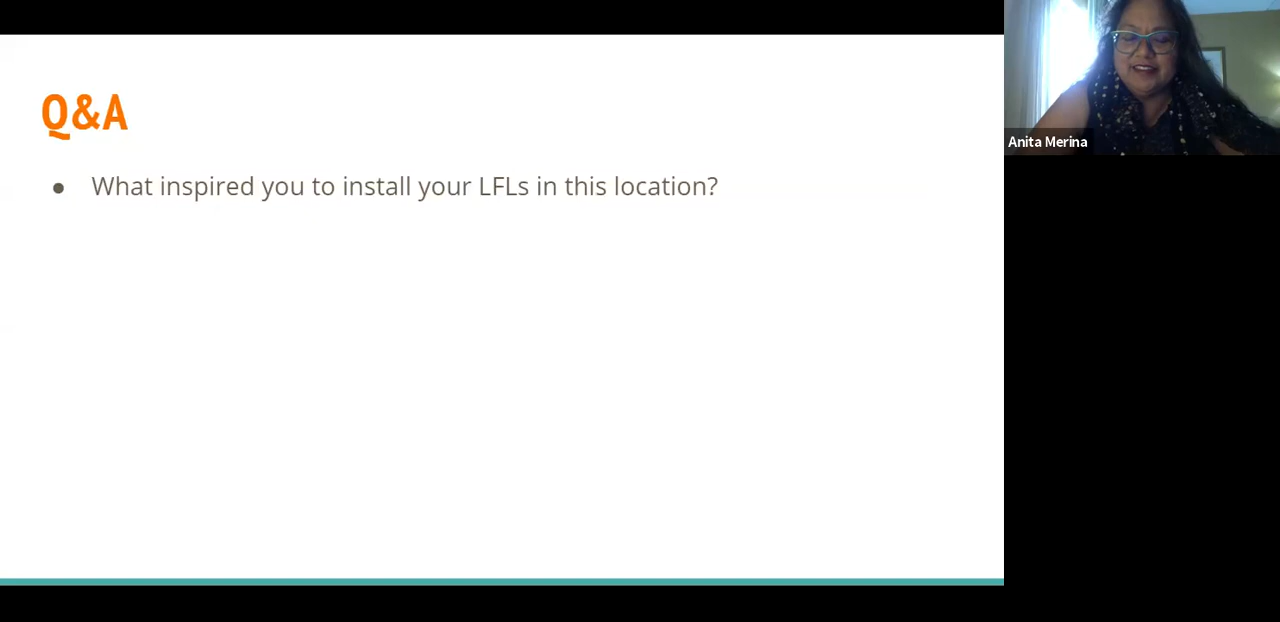 Q&A
● What inspired you to install your LFLs in this location?
Anita Merina